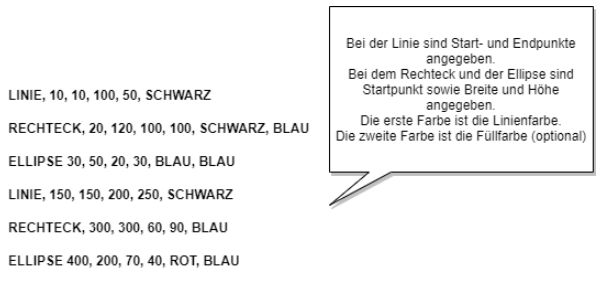 LINIE, 10, 10, 100, 50, SCHWARZ
RECHTECK, 20, 120, 100, 100, SCHWARZ, BLAU
ELLIPSE 30, 50, 20, 30, BLAU, BLAU
LINIE, 150, 150, 200, 250, SCHWARZ
RECHTECK, 300, 300, 60, 90, BLAU
ELLIPSE 400, 200, 70, 40, ROT, BLAU
Bei der Linie sind Start- und Endpunkte
angegeben.
Bei dem Rechteck und der Ellipse sind
Startpunkt sowie Breite und Höhe
angegeben.
Die erste Farbe ist die Linienfarbe.
Die zweite Farbe ist die Füllfarbe (optional)